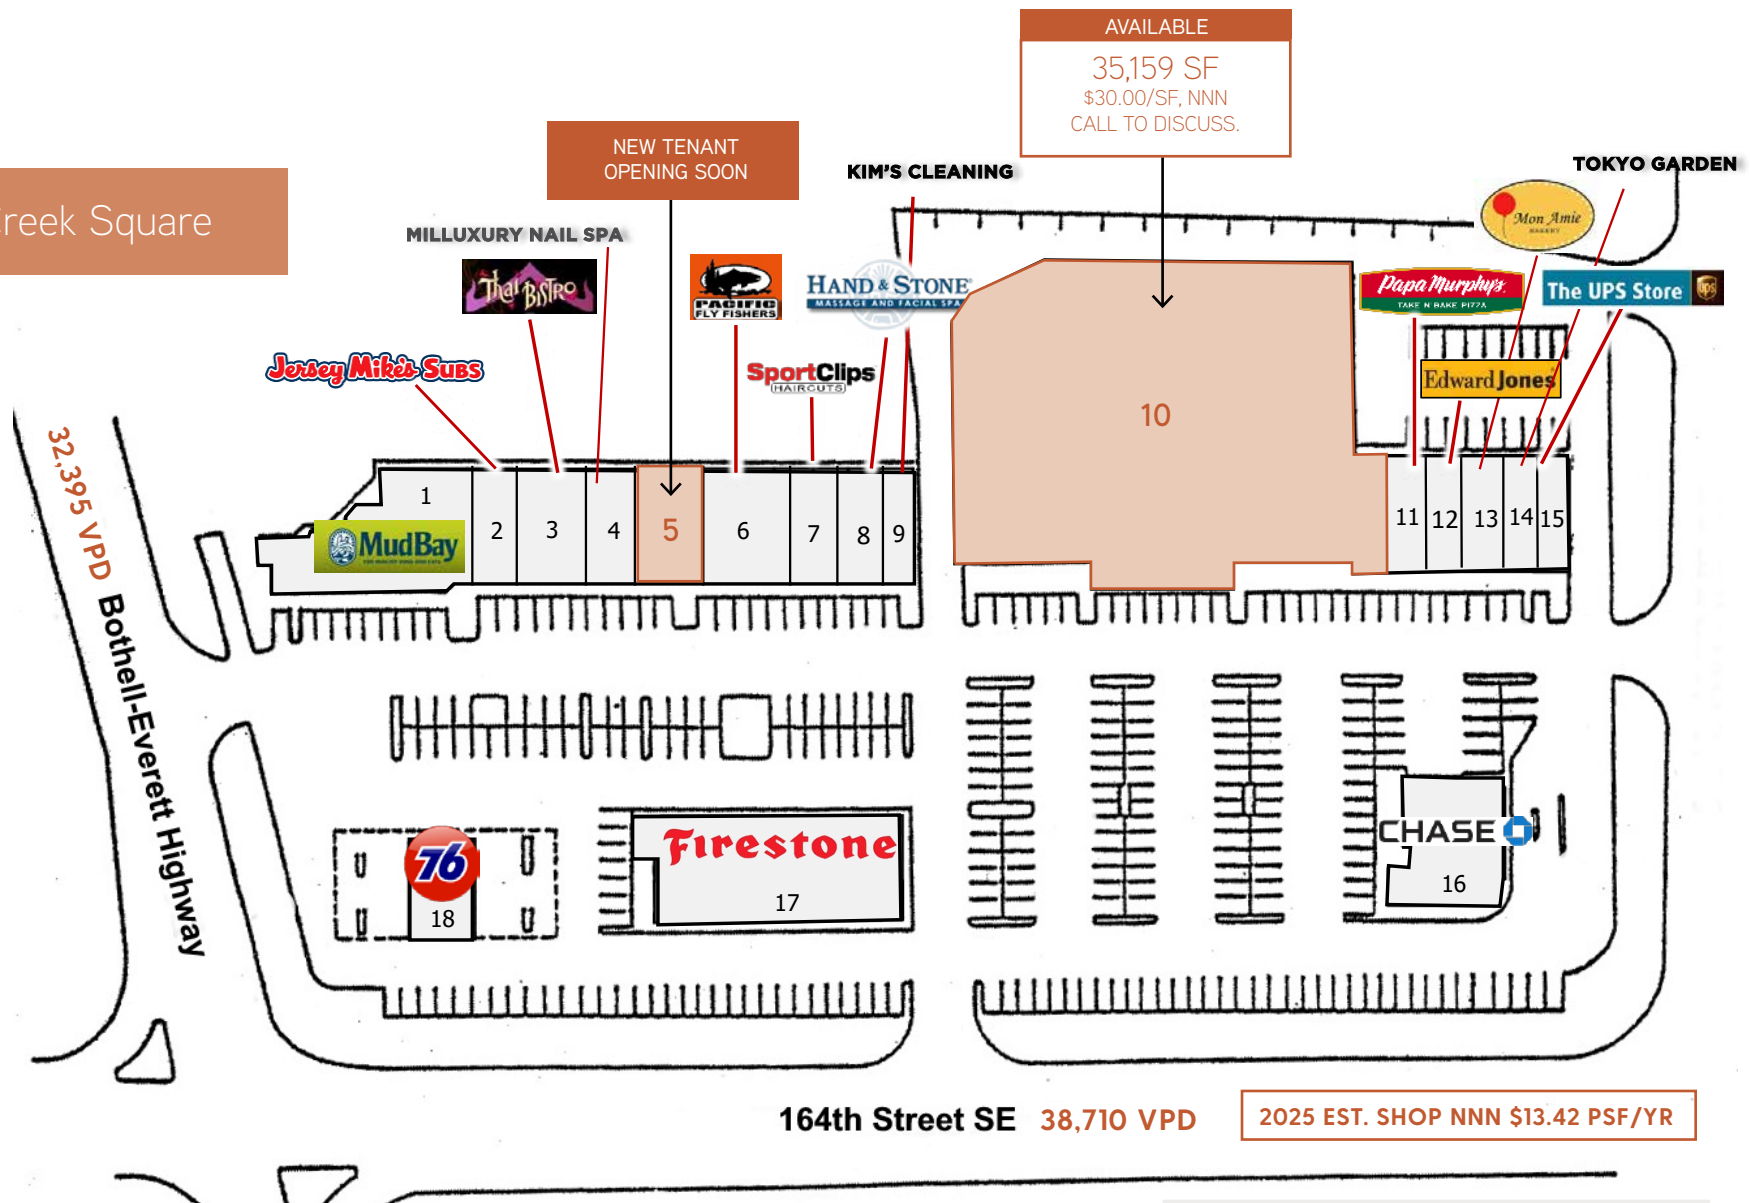 AVAILABLE
35,159 SF
$30.00/SF, NNN
CALL TO DISCUSS.
NEW TENANT
OPENING SOON
KIM'S CLEANING
TOKYO GARDEN
reek Square
MILLUXURY NAIL SPA
Mon Amie
BAKERY
Thai BISTRO
PACIFIC
FLY FISHERS
HAND & STONE
MASSAGE AND FACIAL SPA
Papa Murphy's
TAKE N BAKE PIZZA
The UPS Store
ups
Jersey Mike's SUBS
SportClips
HAIRCUTS
Edward Jones
10
32,395 VPD Bothell-Everett Highway
1
2
3
4
5
6
7
8
9
11
12
13
14
15
MudBay
CHASE
16
Firestone
17
76
18
164th Street SE 38,710 VPD
2025 EST. SHOP NNN $13.42 PSF/YR